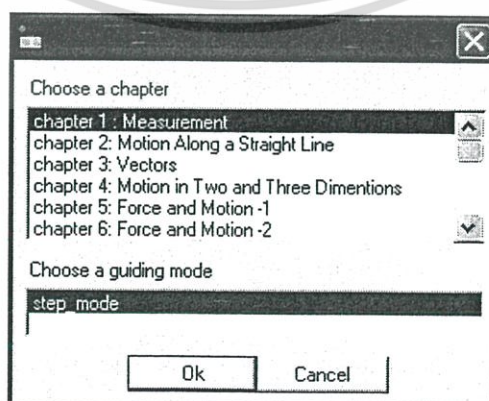 Choose a chapter
chapter 1 : Measurement
chapter 2: Motion Along a Straight Line
chapter 3: Vectors
chapter 4: Motion in Two and Three Dimentions
chapter 5: Force and Motion -1
chapter 6: Force and Motion -2
Choose a guiding mode
step_mode
Ok
Cancel